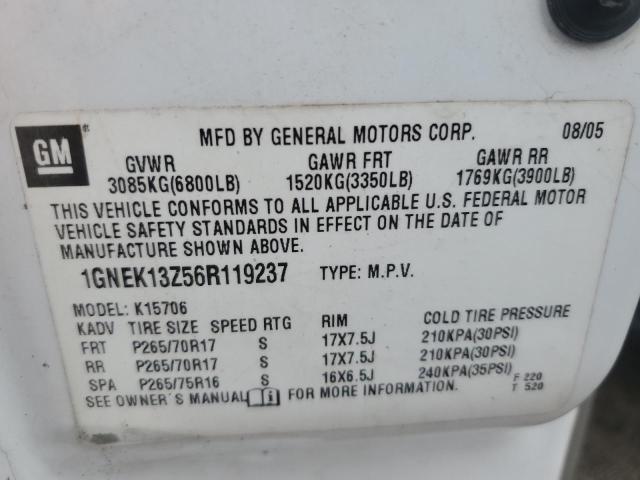 GM ®
MFD BY GENERAL MOTORS CORP. 08/05
GVWR GAWR FRT GAWR RR
3085KG(6800LB) 1520KG(3350LB) 1769KG(3900LB)
THIS VEHICLE CONFORMS TO ALL APPLICABLE U.S. FEDERAL MOTOR
VEHICLE SAFETY STANDARDS IN EFFECT ON THE DATE OF
MANUFACTURE SHOWN ABOVE.
1GNEK13Z56R119237 TYPE: M.P.V.
MODEL: K15706
KADV TIRE SIZE SPEED RTG RIM COLD TIRE PRESSURE
FRT P265/70R17 S 17X7.5J 210KPA(30PSI)
RR P265/70R17 S 17X7.5J 210KPA(30PSI)
SPA P265/75R16 S 16X6.5J 240KPA(35PSI)
SEE OWNER'S MANUAL i FOR MORE INFORMATION.
F 220
T 520